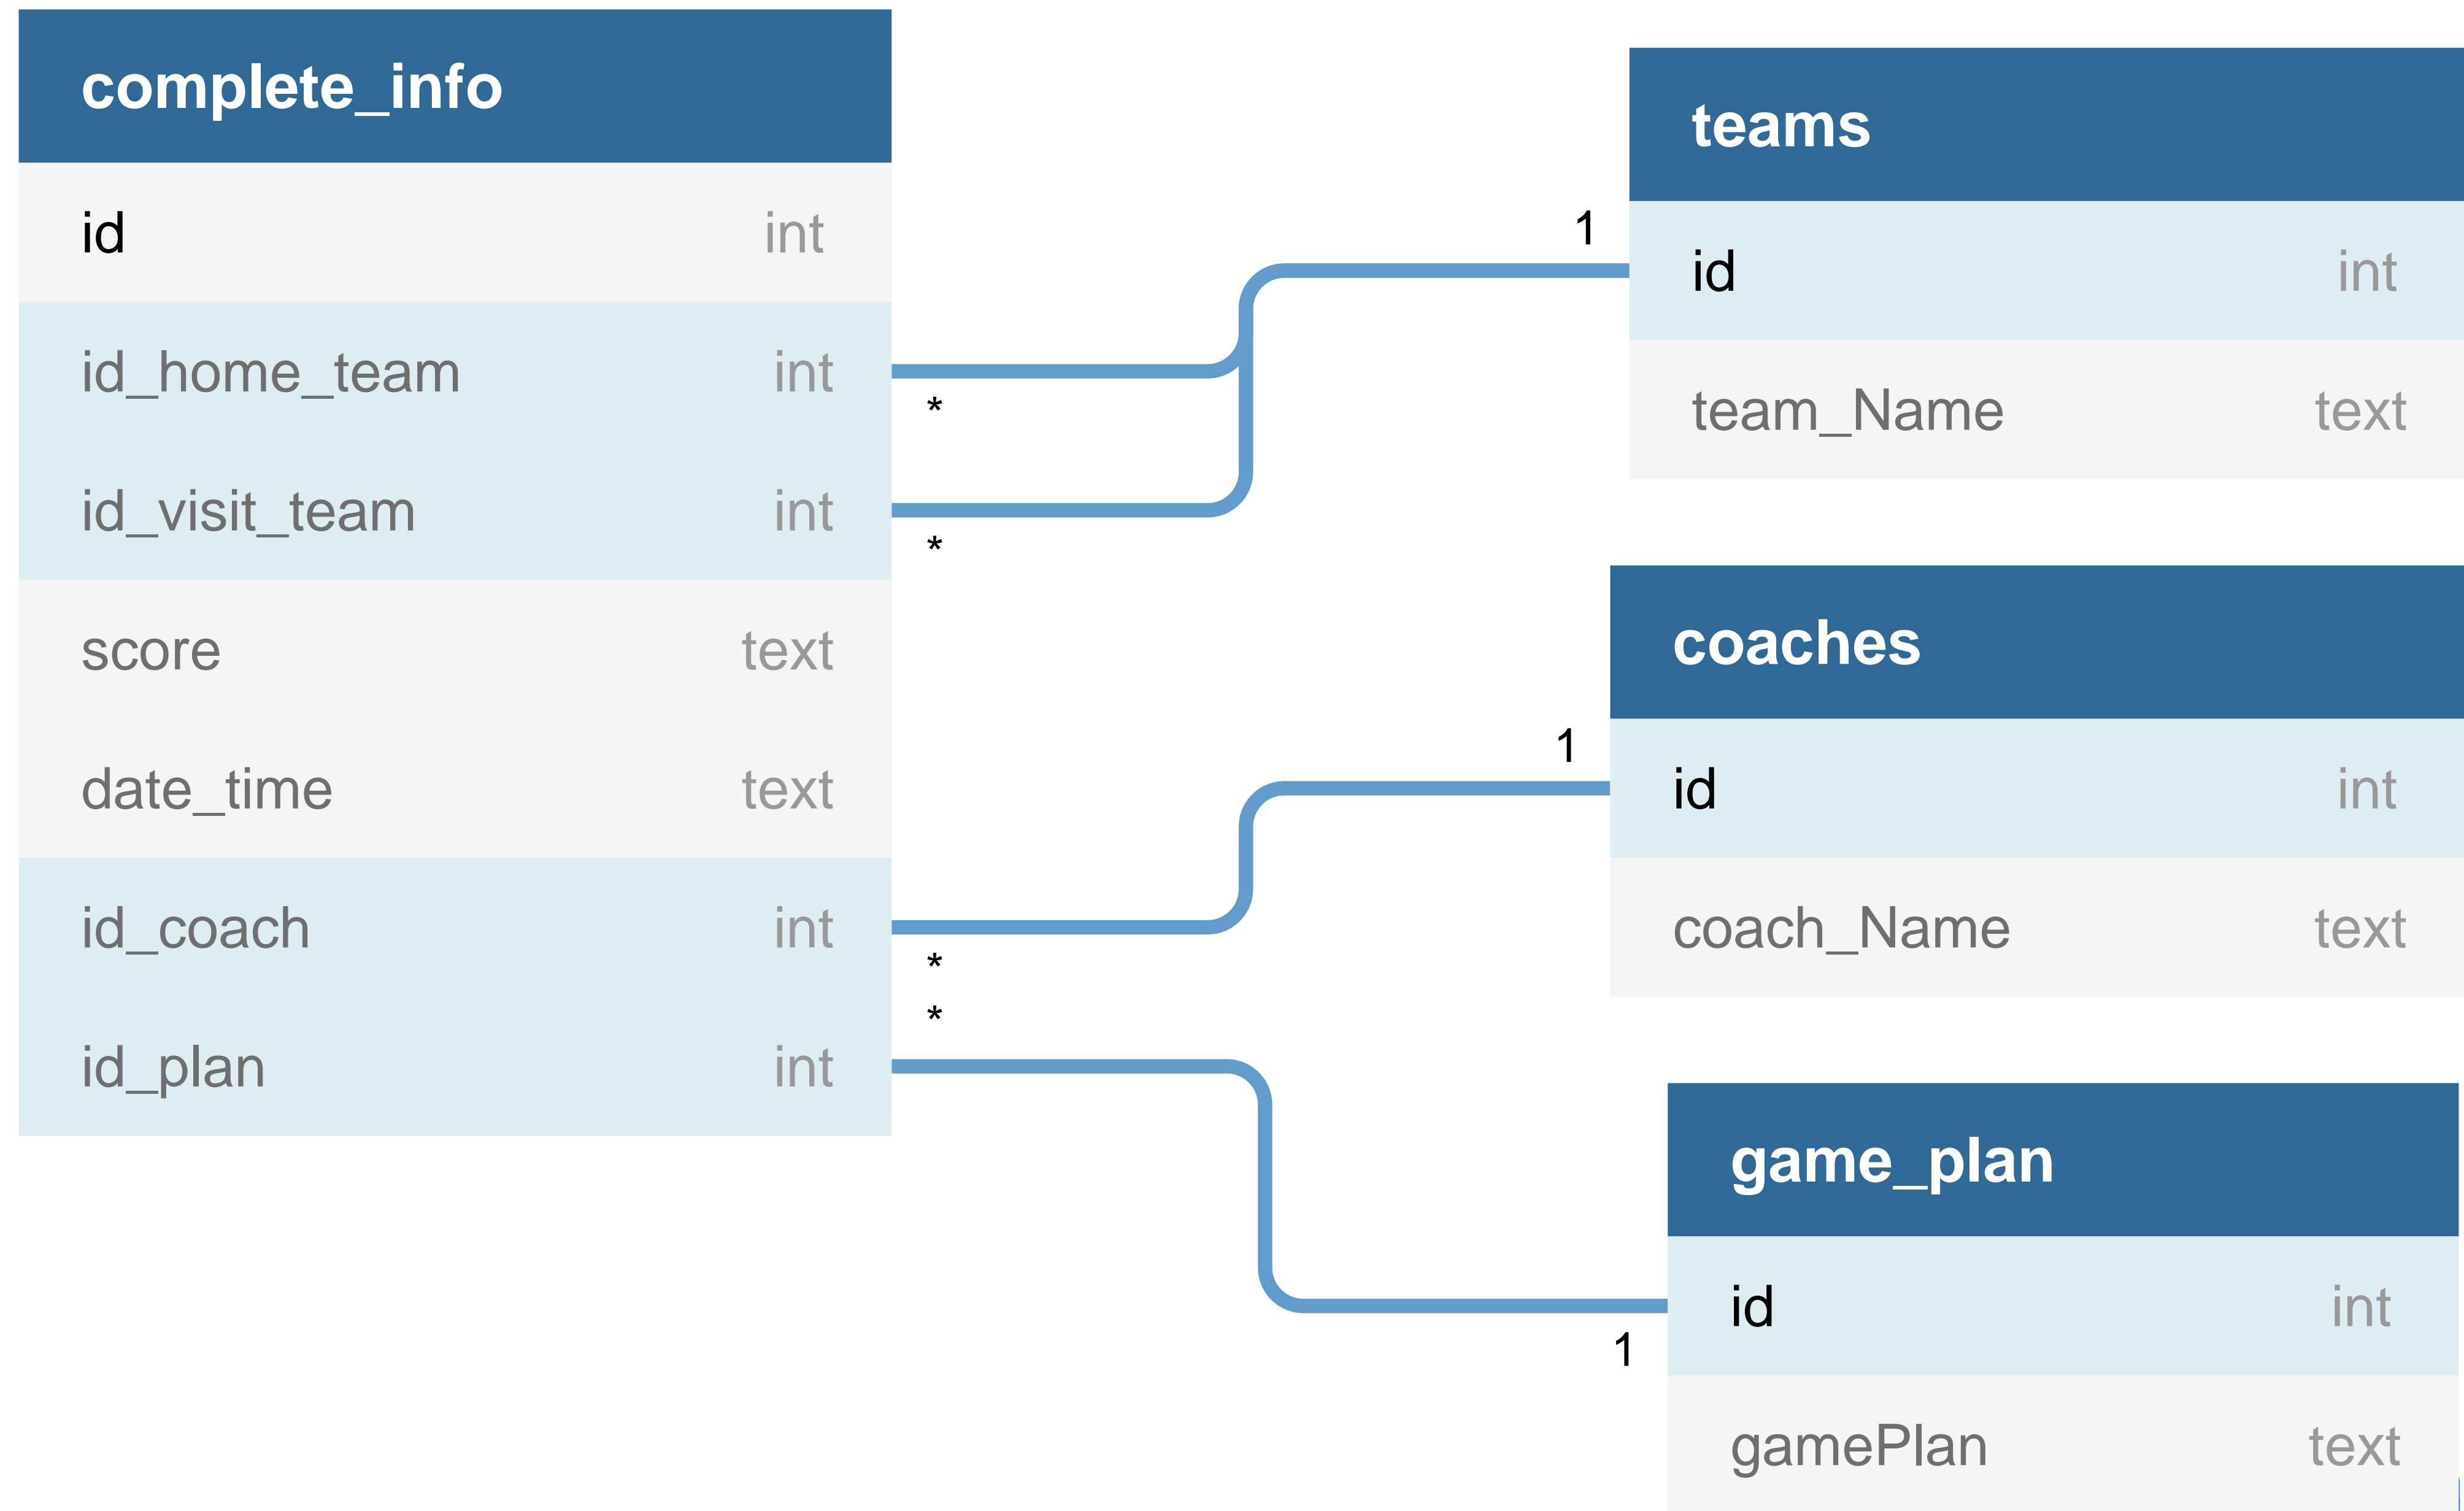 complete_info
id int
id_home_team int
*
id_visit_team int
*
score text
date_time text
id_coach int
*
*
id_plan int
teams
1
id int
team_Name text
coaches
1
id int
coach_Name text
game_plan
id int
1
gamePlan text